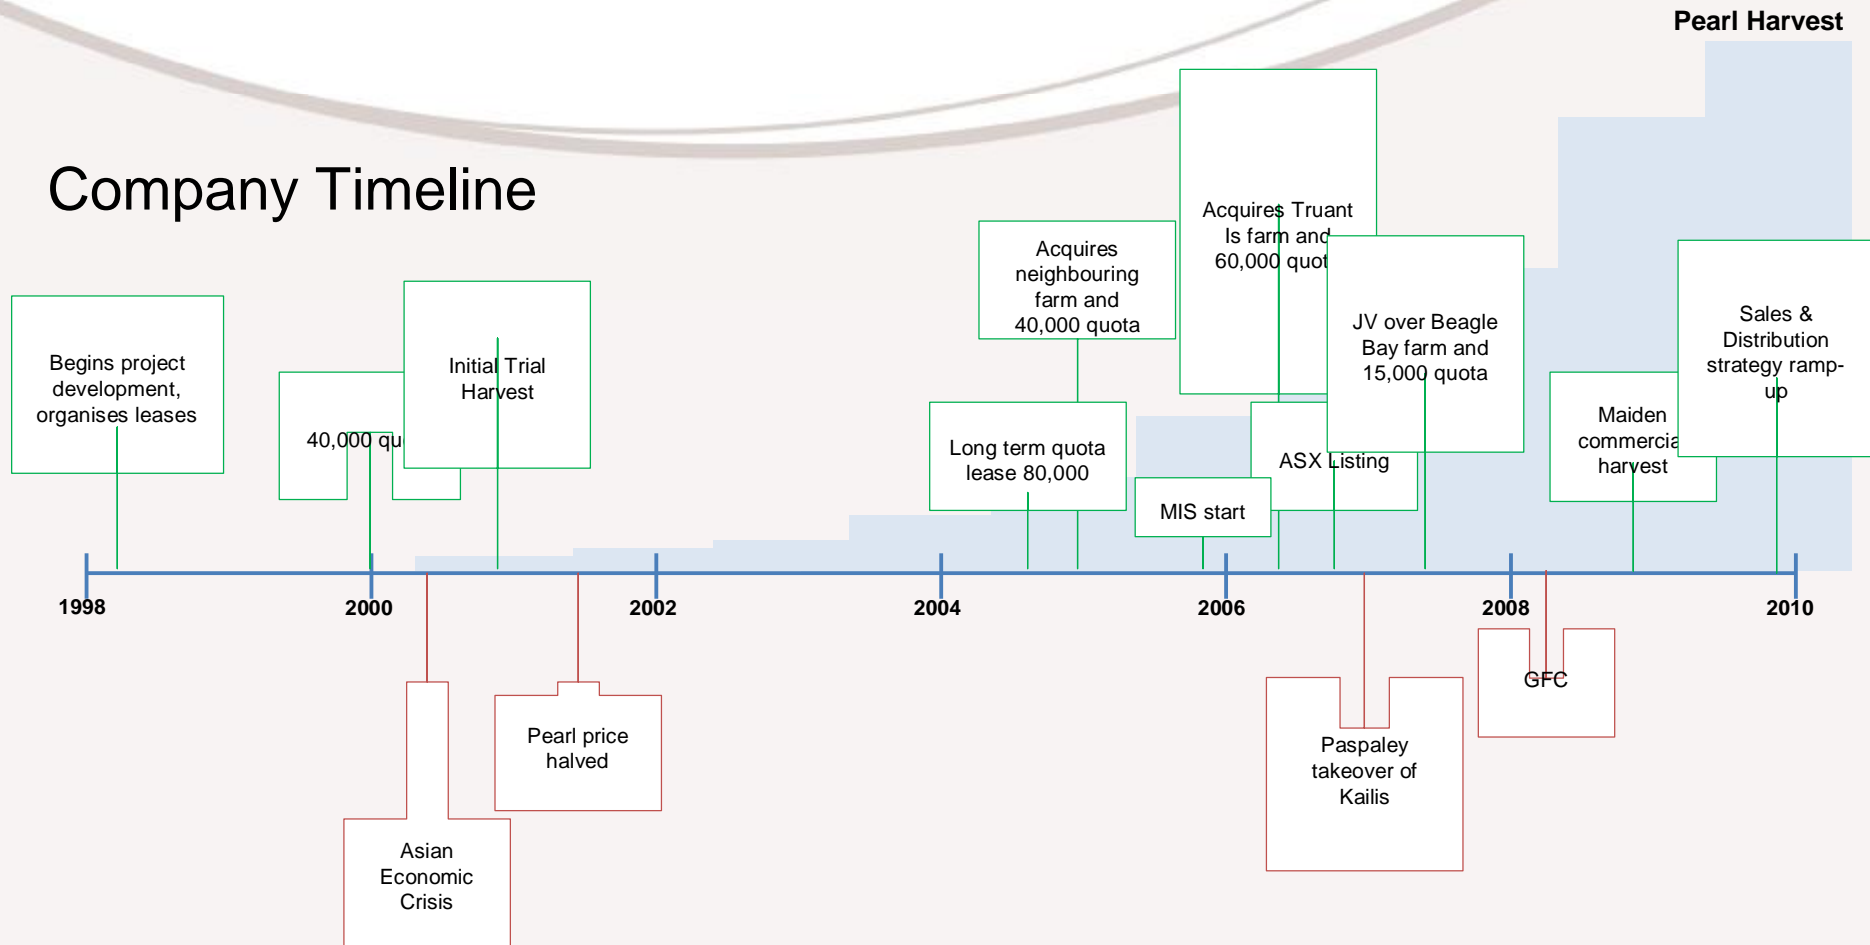 Pearl Harvest
Company Timeline
Begins project
development,
organises leases
40,000
Initial Trial
Harvest
Acquires
neighbouring
farm and
40,000 quota
Long term quota
lease 80,000
Acquires Truant
Is farm and
60,000
MIS start
ASX Listing
JV over Beagle
Bay farm and
15,000 quota
Maiden
harvest
Sales &
Distribution
strategy ramp-
up
1998
2000
2002
2004
2006
2008
2010
Asian
Economic
Crisis
Pearl price
halved
Paspaley
takeover of
Kailis
GFC